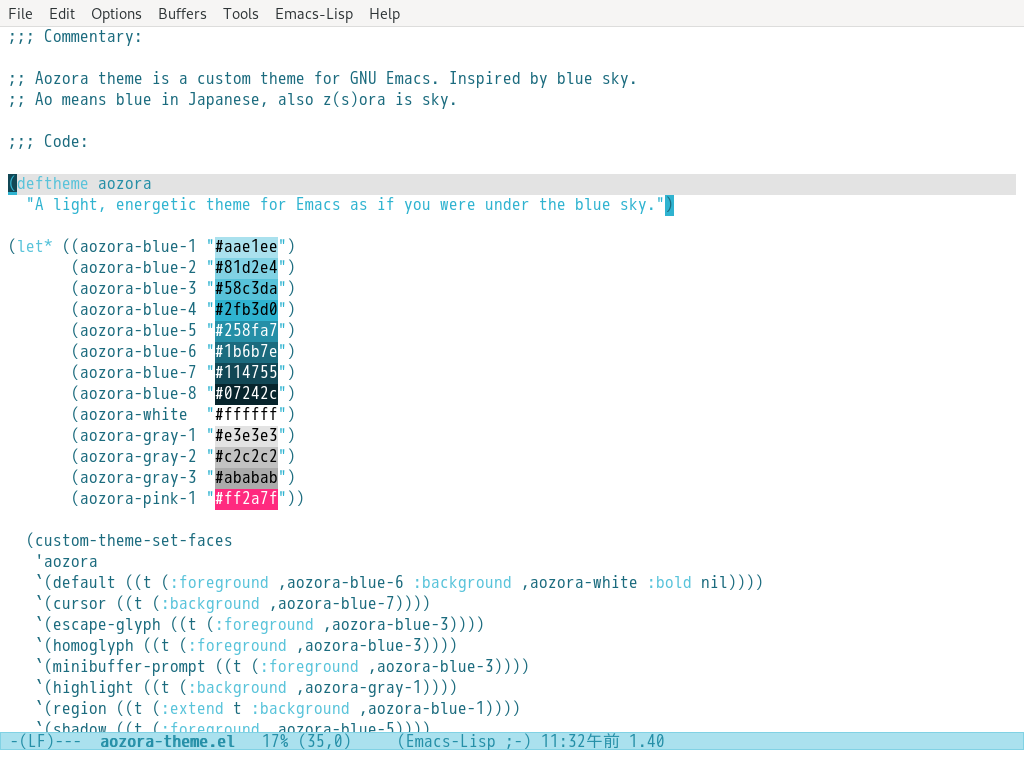 File Edit Options Buffers Tools Emacs-Lisp Help
;;; Commentary:
;; Aozora theme is a custom theme for GNU Emacs. Inspired by blue sky.
;; Ao means blue in Japanese, also z(s)ora is sky.
;;; Code:
(deftheme aozora
  "A light, energetic theme for Emacs as if you were under the blue sky.")
(let* ((aozora-blue-1 "#aae1ee")
       (aozora-blue-2 "#81d2e4")
       (aozora-blue-3 "#58c3da")
       (aozora-blue-4 "#2fb3d0")
       (aozora-blue-5 "#258fa7")
       (aozora-blue-6 "#1b6b7e")
       (aozora-blue-7 "#114755")
       (aozora-blue-8 "#07242c")
       (aozora-white  "#ffffff")
       (aozora-gray-1 "#e3e3e3")
       (aozora-gray-2 "#c2c2c2")
       (aozora-gray-3 "#ababab")
       (aozora-pink-1 "#ff2a7f"))
  (custom-theme-set-faces
   'aozora
   `(default ((t (:foreground ,aozora-blue-6 :background ,aozora-white :bold nil))))
   `(cursor ((t (:background ,aozora-blue-7))))
   `(escape-glyph ((t (:foreground ,aozora-blue-3))))
   `(homoglyph ((t (:foreground ,aozora-blue-3))))
   `(minibuffer-prompt ((t (:foreground ,aozora-blue-3))))
   `(highlight ((t (:background ,aozora-gray-1))))
   `(region ((t (:extend t :background ,aozora-blue-1))))
   `(shadow ((t (:foreground ,aozora-blue-5))))
-(LF)---  aozora-theme.el   17% (35,0)     (Emacs-Lisp ;-) 11:32午前 1.40